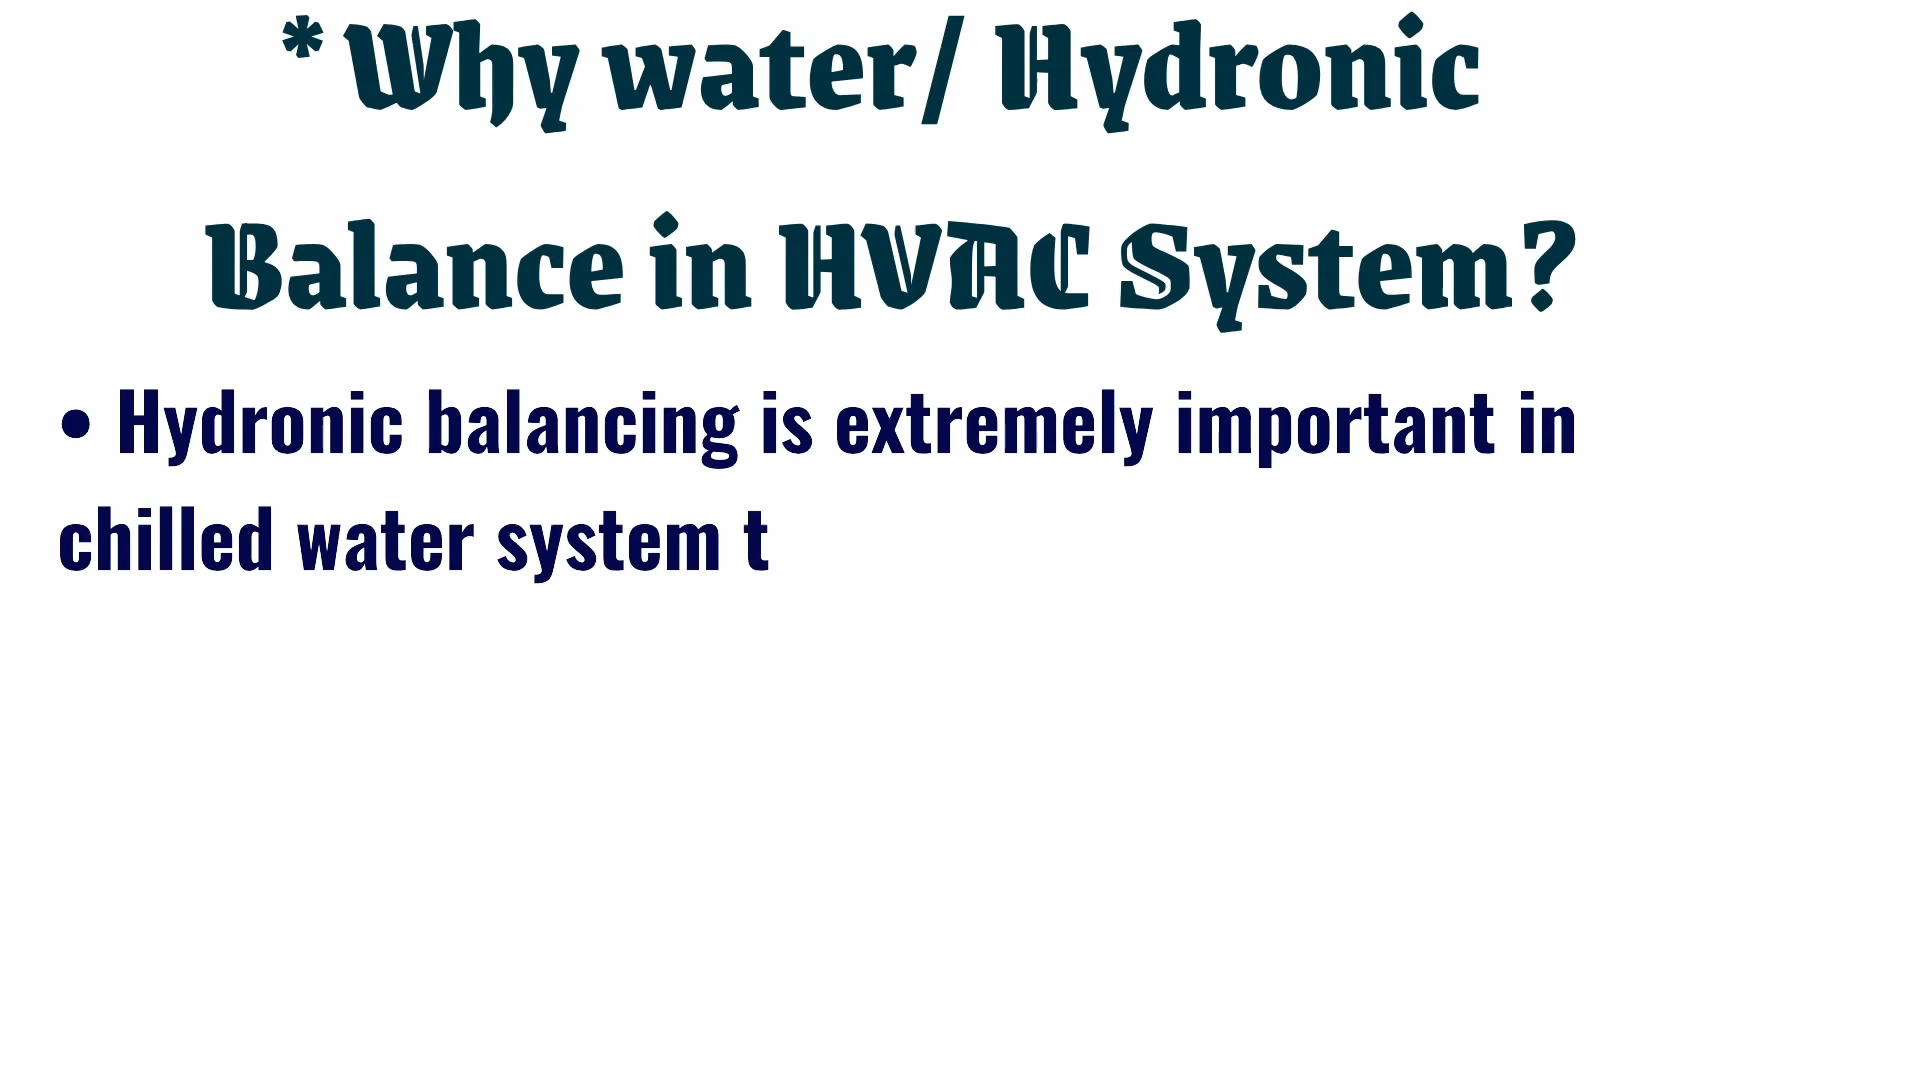 * Why water/ Hydronic
Balance in HVAC System?
• Hydronic balancing is extremely important in
chilled water system t